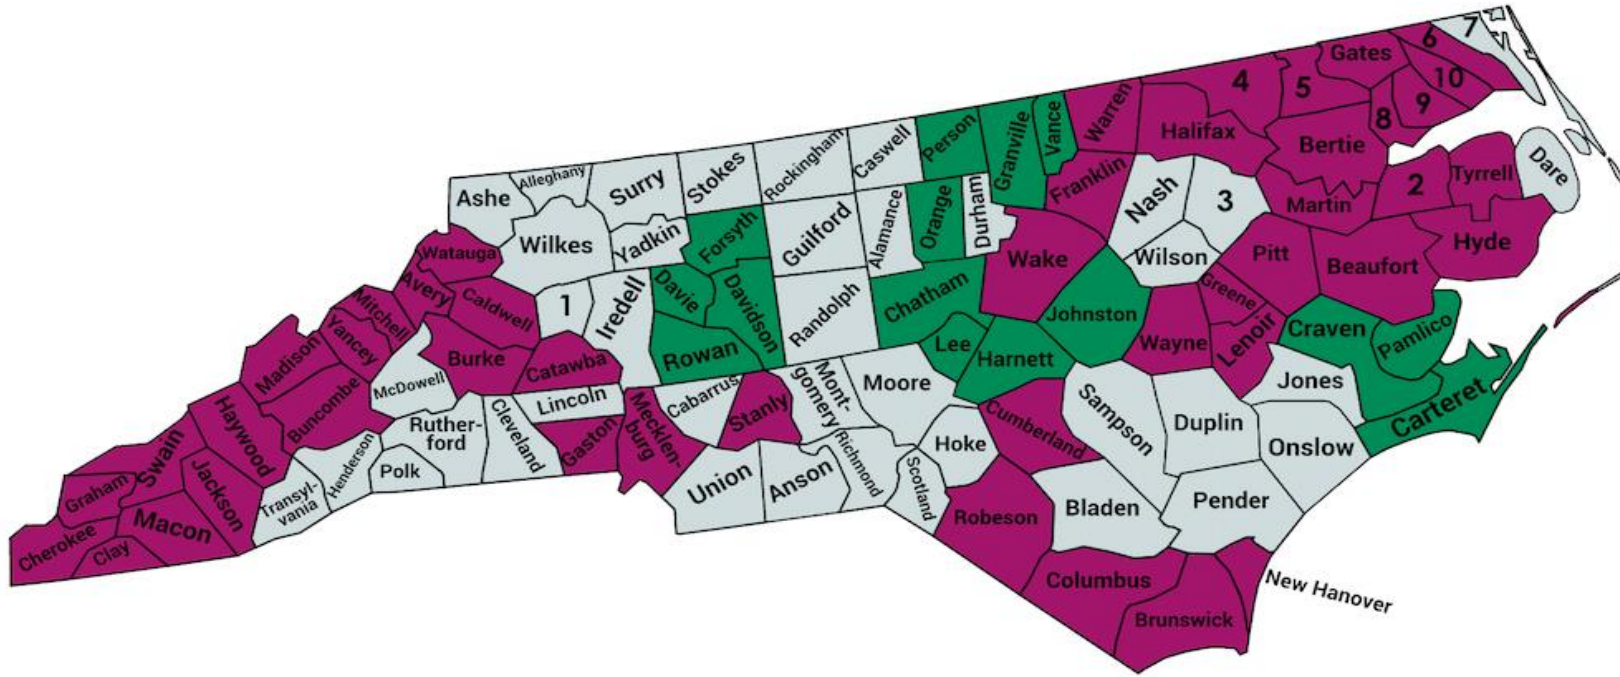 Ashe
Alleghany
Surry
Stokes
Rockingham
Caswell
Person
Granville
Vance
Warren
4
5
Gates
6
7
Halifax
Bertie
8
9
10
Watauga
Wilkes
Yadkin
Forsyth
Guilford
Alamance
Orange
Durham
Franklin
Nash
3
Martin
2
Tyrrell
Dare
Mitchell
Avery
Caldwell
1
Iredell
Davie
Davidson
Randolph
Chatham
Wake
Wilson
Pitt
Beaufort
Hyde
Madison
Yancey
McDowell
Burke
Catawba
Rowan
Lee
Harnett
Johnston
Wayne
Greene
Lenoir
Craven
Pamlico
Swain
Haywood
Buncombe
Ruther-
ford
Cleveland
Lincoln
Gaston
Mecklen-
burg
Cabarrus
Stanly
Mont-
gomery
Moore
Cumberland
Sampson
Duplin
Jones
Carteret
Graham
Jackson
Transyl-
vania
Henderson
Polk
Union
Anson
Richmond
Scotland
Hoke
Onslow
Cherokee
Clay
Macon
Robeson
Bladen
Pender
Columbus
Brunswick
New Hanover